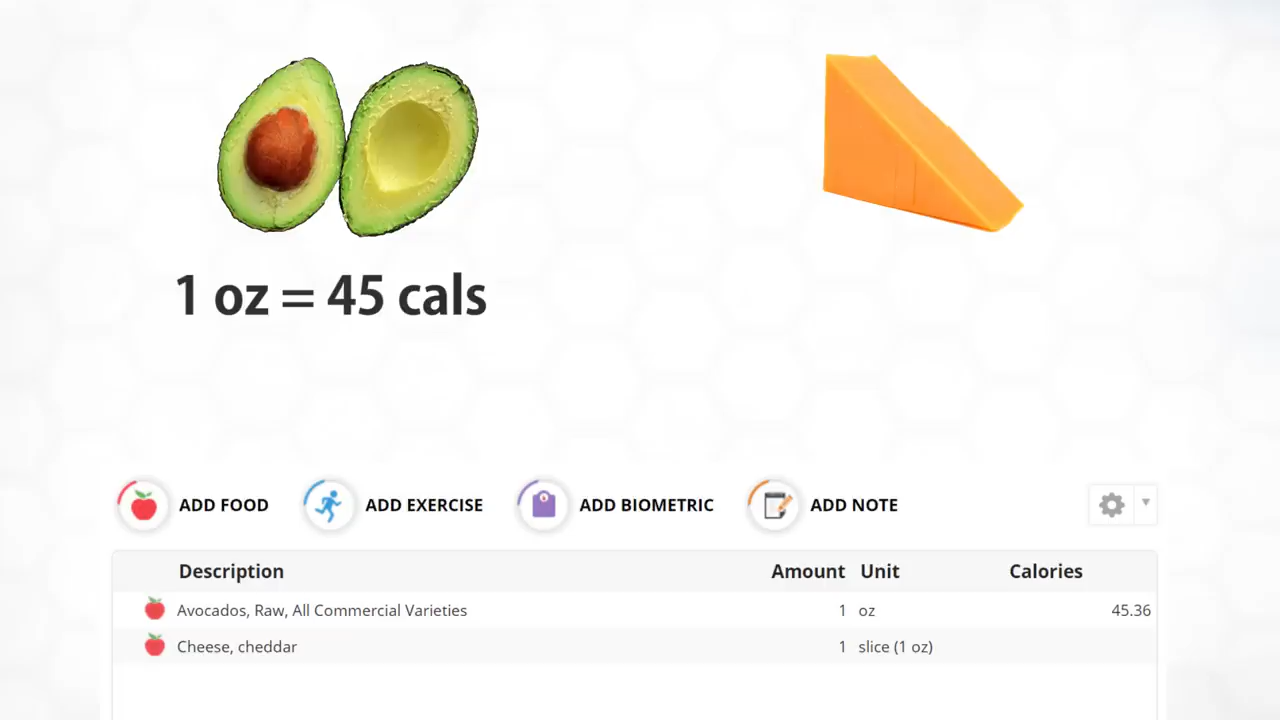 1 oz = 45 cals
ADD FOOD ADD EXERCISE ADD BIOMETRIC ADD NOTE
Description Amount Unit Calories
Avocados, Raw, All Commercial Varieties 1 oz 45.36
Cheese, cheddar 1 slice (1 oz)